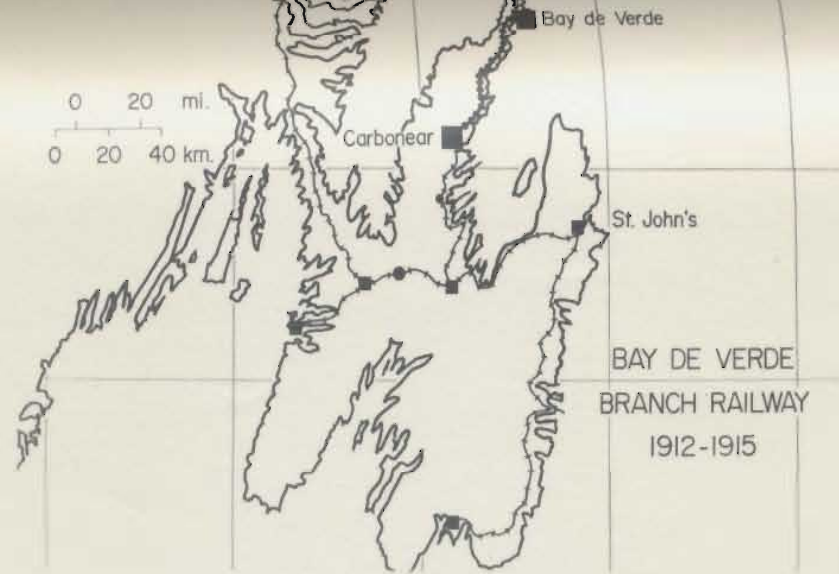 Bay de Verde
0 20 mi.
Carbonear
0 20 40 km.
St. John's
BAY DE VERDE
BRANCH RAILWAY
1912-1915